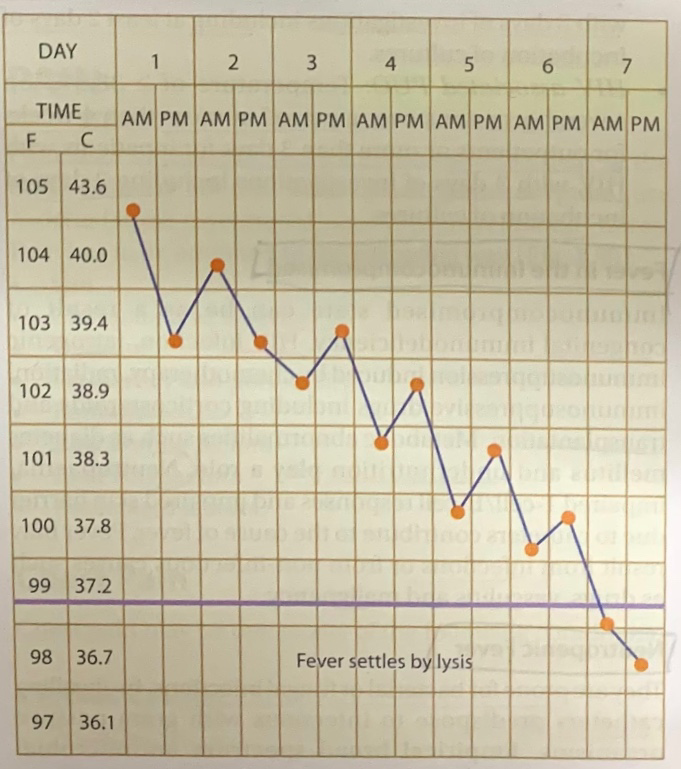 DAY 1 2 3 4 5 6 7
TIME AM PM AM PM AM PM AM PM AM PM AM PM AM PM
F C
105 43.6
104 40.0
103 39.4
102 38.9
101 38.3
100 37.8
99 37.2
98 36.7 Fever settles by lysis
97 36.1